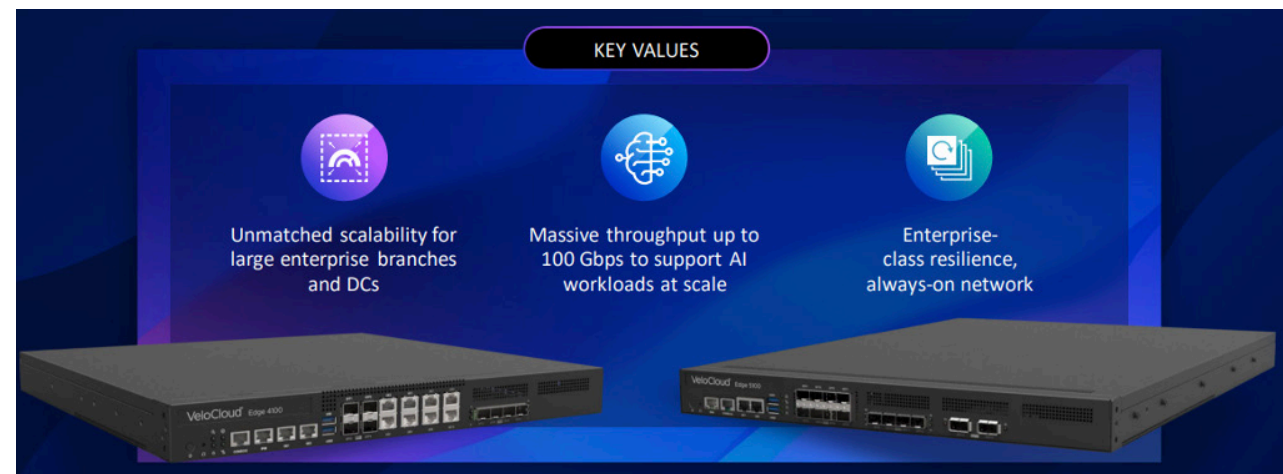 KEY VALUES
Unmatched scalability for
large enterprise branches
and DCs
Massive throughput up to
100 Gbps to support AI
workloads at scale
Enterprise-
class resilience,
always-on network
VeloCloud Edge 4100
VeloCloud Edge 5100